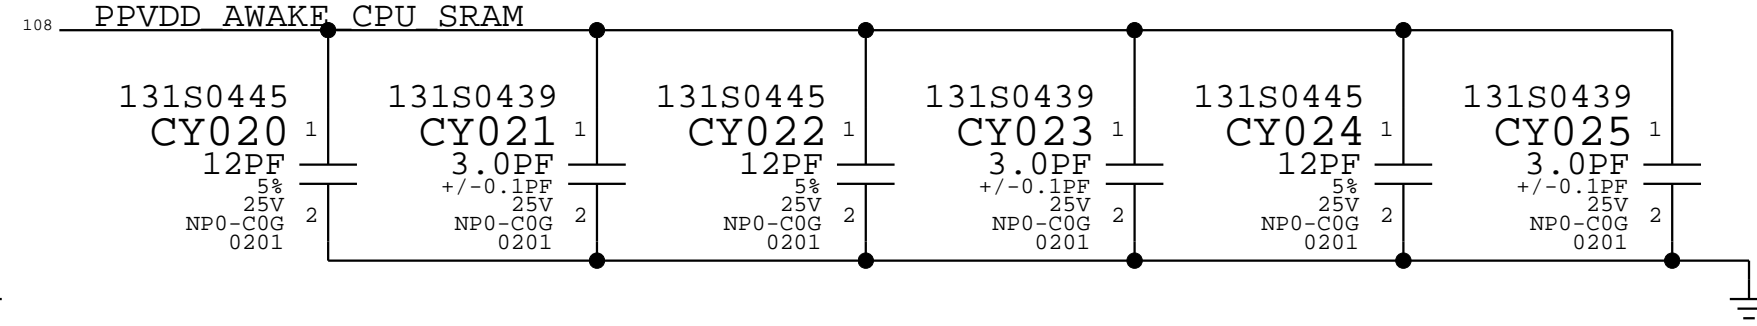 PPVDD_AWAKE_CPU_SRAM
108
131S0445
CY020
1
12PF
5%
25V
2
NP0-C0G
0201
131S0439
CY021
1
3.0PF
+/-0.1PF
25V
2
NP0-C0G
0201
131S0445
CY022
1
12PF
5%
25V
2
NP0-C0G
0201
131S0439
CY023
1
3.0PF
+/-0.1PF
25V
2
NP0-C0G
0201
131S0445
CY024
1
12PF
5%
25V
2
NP0-C0G
0201
131S0439
CY025
1
3.0PF
+/-0.1PF
25V
2
NP0-C0G
0201